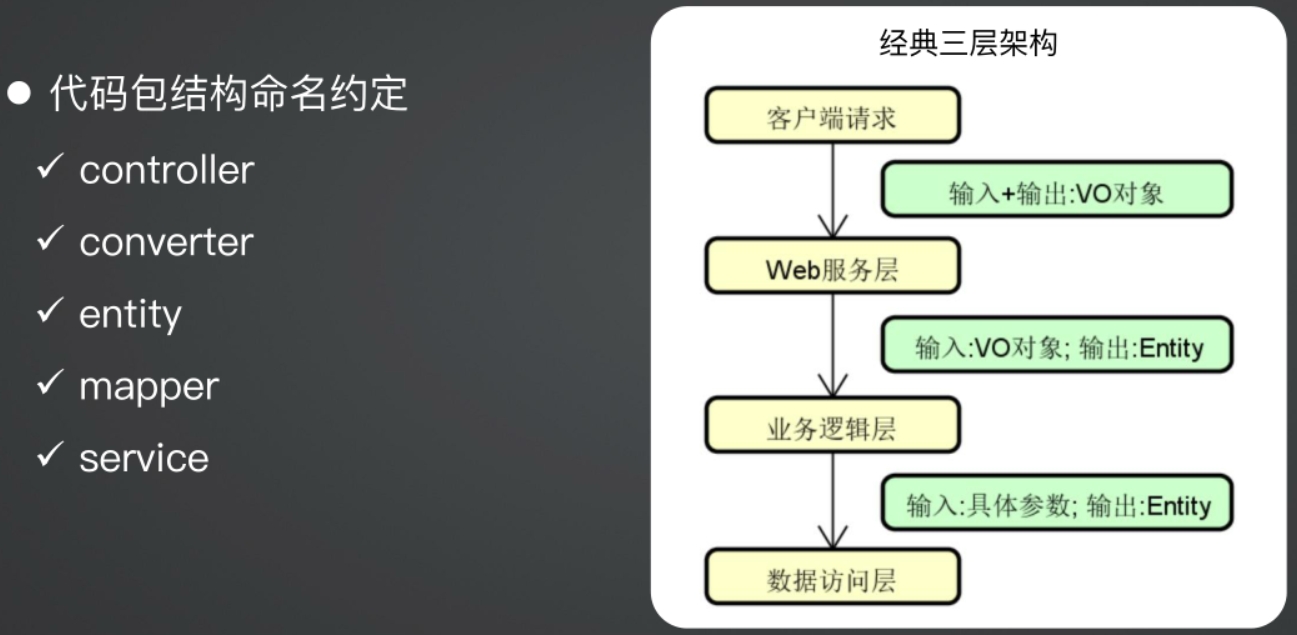 代码包结构命名约定
controller
converter
entity
mapper
service
经典三层架构
客户端请求
输入+输出:VO对象
Web服务层
输入:VO对象; 输出:Entity
业务逻辑层
输入:具体参数; 输出:Entity
数据访问层